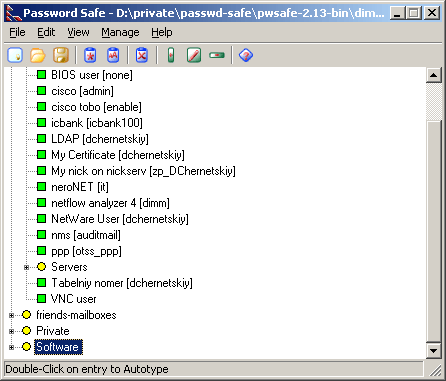 Password Safe - D:\private\passwd-safe\pwsafe-2.13-bin\dim...
File Edit View Manage Help
BIOS user [none]
cisco [admin]
cisco tobo [enable]
icbank [icbank100]
LDAP [dchernetskiy]
My Certificate [dchernetskiy]
My nick on nickserv [zp_DChernetskiy]
neroNET [it]
netflow analyzer 4 [dimm]
NetWare User [dchernetskiy]
nms [auditmail]
ppp [otss_ppp]
Servers
Tabelniy nomer [dchernetskiy]
VNC user
friends-mailboxes
Private
Software
Double-Click on entry to Autotype